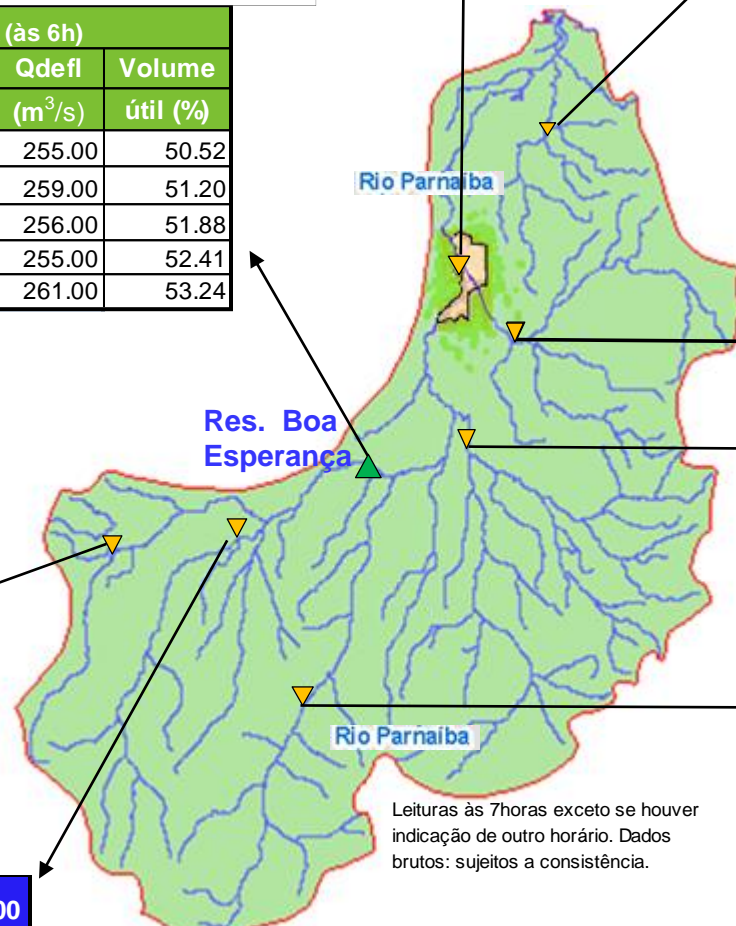 (às 6h)
Qdefl Volume
(m³/s) útil (%)
255.00 50.52
259.00 51.20
256.00 51.88
255.00 52.41
261.00 53.24
Rio Parnaíba
Res. Boa
Esperança
Rio Parnaíba
Leituras às 7horas exceto se houver
indicação de outro horário. Dados
brutos: sujeitos a consistência.
00